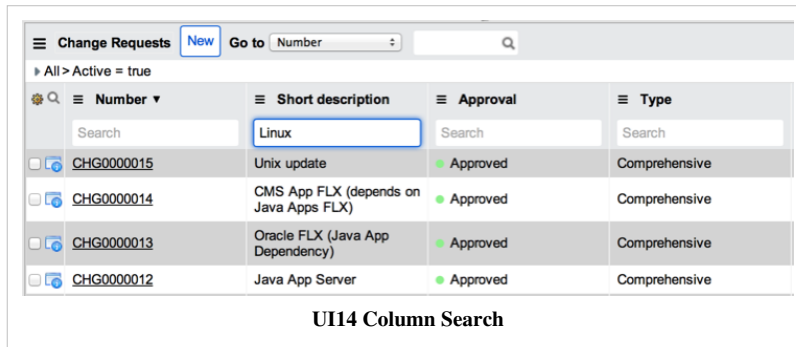 Change Requests New Go to Number
All > Active = true
Number Short description Approval Type
Search Linux Search Search
CHG0000015 Unix update Approved Comprehensive
CHG0000014 CMS App FLX (depends on Java Apps FLX) Approved Comprehensive
CHG0000013 Oracle FLX (Java App Dependency) Approved Comprehensive
CHG0000012 Java App Server Approved Comprehensive
UI14 Column Search